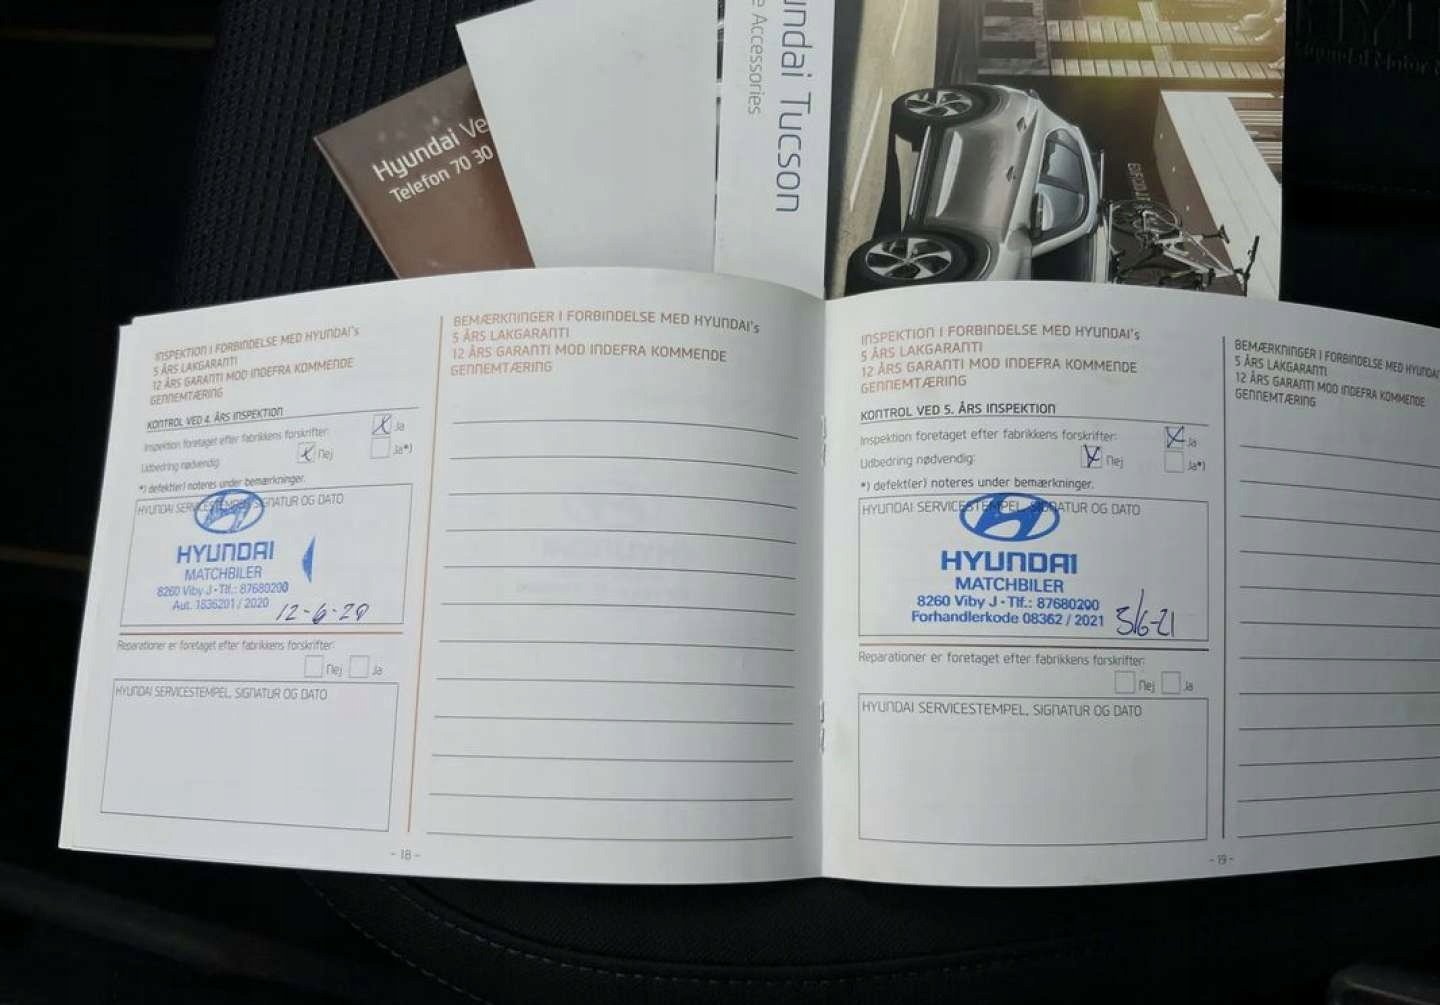 Hyundai Ve
Telefon 70 30
undai Tucson
e Accessories
INSPEKTION I FORBINDELSE MED HYUNDAI's
5 ÅRS LAKGARANTI
12 ÅRS GARANTI MOD INDEFRA KOMMENDE
GENNEMTÆRING
KONTROL VED 4. ÅRS INSPEKTION
Inspektion foretaget efter fabrikkens forskrifter: x Ja
Udbedring nødvendig: x Nej Ja*)
*) defekt(er) noteres under bemærkninger.
HYUNDAI SERVICESTEMPEL, SIGNATUR OG DATO
HYUNDAI
MATCHBILER
8260 Viby J - Tlf.: 87680200
Aut. 1836201 / 2020
12-6-20
Reparationer er foretaget efter fabrikkens forskrifter:
Nej Ja
HYUNDAI SERVICESTEMPEL, SIGNATUR OG DATO
BEMÆRKNINGER I FORBINDELSE MED HYUNDAI's
5 ÅRS LAKGARANTI
12 ÅRS GARANTI MOD INDEFRA KOMMENDE
GENNEMTÆRING
- 18 -
INSPEKTION I FORBINDELSE MED HYUNDAI's
5 ÅRS LAKGARANTI
12 ÅRS GARANTI MOD INDEFRA KOMMENDE
GENNEMTÆRING
KONTROL VED 5. ÅRS INSPEKTION
Inspektion foretaget efter fabrikkens forskrifter: x Ja
Udbedring nødvendig: x Nej Ja*)
*) defekt(er) noteres under bemærkninger.
HYUNDAI SERVICESTEMPEL, SIGNATUR OG DATO
HYUNDAI
MATCHBILER
8260 Viby J - Tlf.: 87680200
Forhandlerkode 08362 / 2021
3/6-21
Reparationer er foretaget efter fabrikkens forskrifter:
Nej Ja
HYUNDAI SERVICESTEMPEL, SIGNATUR OG DATO
BEMÆRKNINGER I FORBINDELSE MED HYUNDAI
5 ÅRS LAKGARANTI
12 ÅRS GARANTI MOD INDEFRA KOMMENDE
GENNEMTÆRING
- 19 -